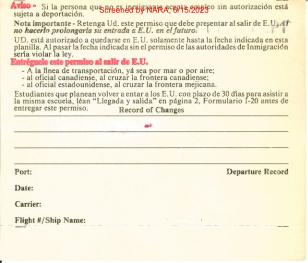 Aviso - Si la persona que no es inmigrante acepta empleo sin autorización está
sujeta a deportación.
Screened by NARA, 6/15/2023
Nota importante - Retenga Ud. este permiso que debe presentar al salir de E.U.
no hacerlo prolongaría su entrada a E.U. en el futuro.
UD. está autorizado a quedarse en E.U. solamente hasta la fecha indicada en esta
planilla. Al pasar la fecha indicada sin el permiso de las autoridades de Inmigración
sería violar la ley.
Entréguele este permiso al salir de E.U.
- A la línea de transportación, yá sea por mar o por aire;
- al oficial canadiense, al cruzar la frontera canadiense;
- al oficial estadounidense, al cruzar la frontera mejicana.
Estudiantes que planean volver a entar a los E.U. con plazo de 30 días para asistir a
la misma escuela, léan "Llegada y salida" en página 2, Formulario I-20 antes de
entregar este permiso.
Record of Changes
Port: Departure Record
Date:
Carrier:
Flight #/Ship Name: